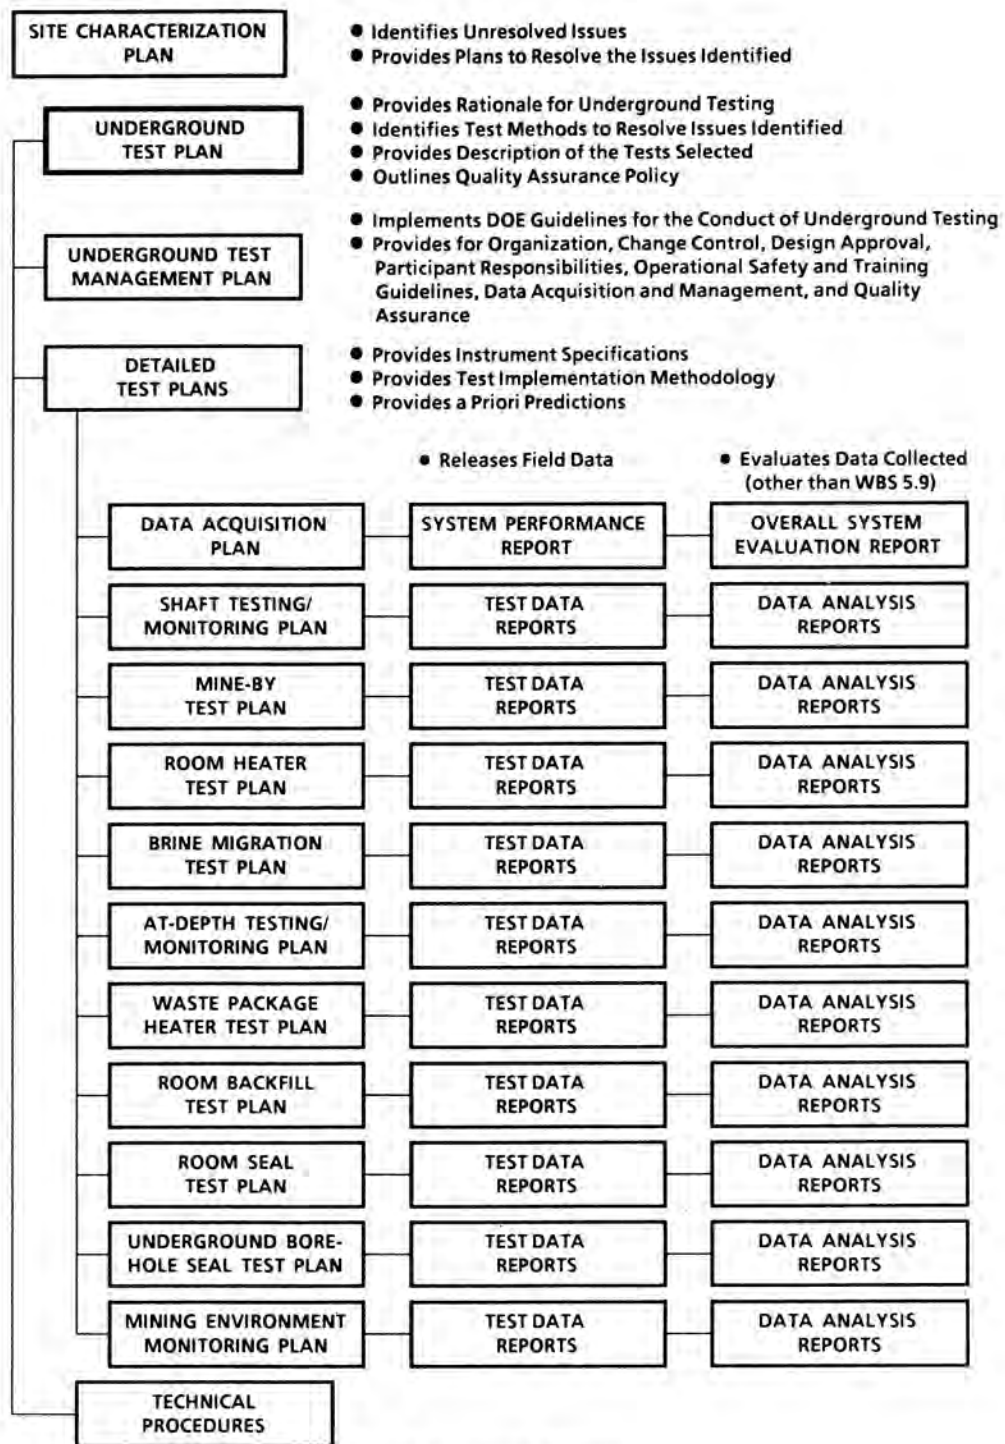 SITE CHARACTERIZATION
PLAN
● Identifies Unresolved Issues
● Provides Plans to Resolve the Issues Identified
UNDERGROUND
TEST PLAN
● Provides Rationale for Underground Testing
● Identifies Test Methods to Resolve Issues Identified
● Provides Description of the Tests Selected
● Outlines Quality Assurance Policy
UNDERGROUND TEST
MANAGEMENT PLAN
● Implements DOE Guidelines for the Conduct of Underground Testing
● Provides for Organization, Change Control, Design Approval,
Participant Responsibilities, Operational Safety and Training
Guidelines, Data Acquisition and Management, and Quality
Assurance
DETAILED
TEST PLANS
● Provides Instrument Specifications
● Provides Test Implementation Methodology
● Provides a Priori Predictions
● Releases Field Data
● Evaluates Data Collected
(other than WBS 5.9)
DATA ACQUISITION
PLAN
SYSTEM PERFORMANCE
REPORT
OVERALL SYSTEM
EVALUATION REPORT
SHAFT TESTING/
MONITORING PLAN
TEST DATA
REPORTS
DATA ANALYSIS
REPORTS
MINE-BY
TEST PLAN
TEST DATA
REPORTS
DATA ANALYSIS
REPORTS
ROOM HEATER
TEST PLAN
TEST DATA
REPORTS
DATA ANALYSIS
REPORTS
BRINE MIGRATION
TEST PLAN
TEST DATA
REPORTS
DATA ANALYSIS
REPORTS
AT-DEPTH TESTING/
MONITORING PLAN
TEST DATA
REPORTS
DATA ANALYSIS
REPORTS
WASTE PACKAGE
HEATER TEST PLAN
TEST DATA
REPORTS
DATA ANALYSIS
REPORTS
ROOM BACKFILL
TEST PLAN
TEST DATA
REPORTS
DATA ANALYSIS
REPORTS
ROOM SEAL
TEST PLAN
TEST DATA
REPORTS
DATA ANALYSIS
REPORTS
UNDERGROUND BORE-
HOLE SEAL TEST PLAN
TEST DATA
REPORTS
DATA ANALYSIS
REPORTS
MINING ENVIRONMENT
MONITORING PLAN
TEST DATA
REPORTS
DATA ANALYSIS
REPORTS
TECHNICAL
PROCEDURES